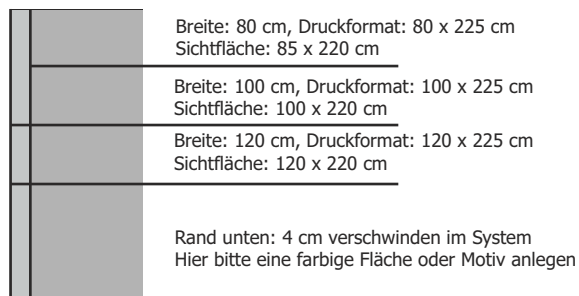 Breite: 80 cm, Druckformat: 80 x 225 cm
Sichtfläche: 85 x 220 cm
Breite: 100 cm, Druckformat: 100 x 225 cm
Sichtfläche: 100 x 220 cm
Breite: 120 cm, Druckformat: 120 x 225 cm
Sichtfläche: 120 x 220 cm
Rand unten: 4 cm verschwinden im System
Hier bitte eine farbige Fläche oder Motiv anlegen